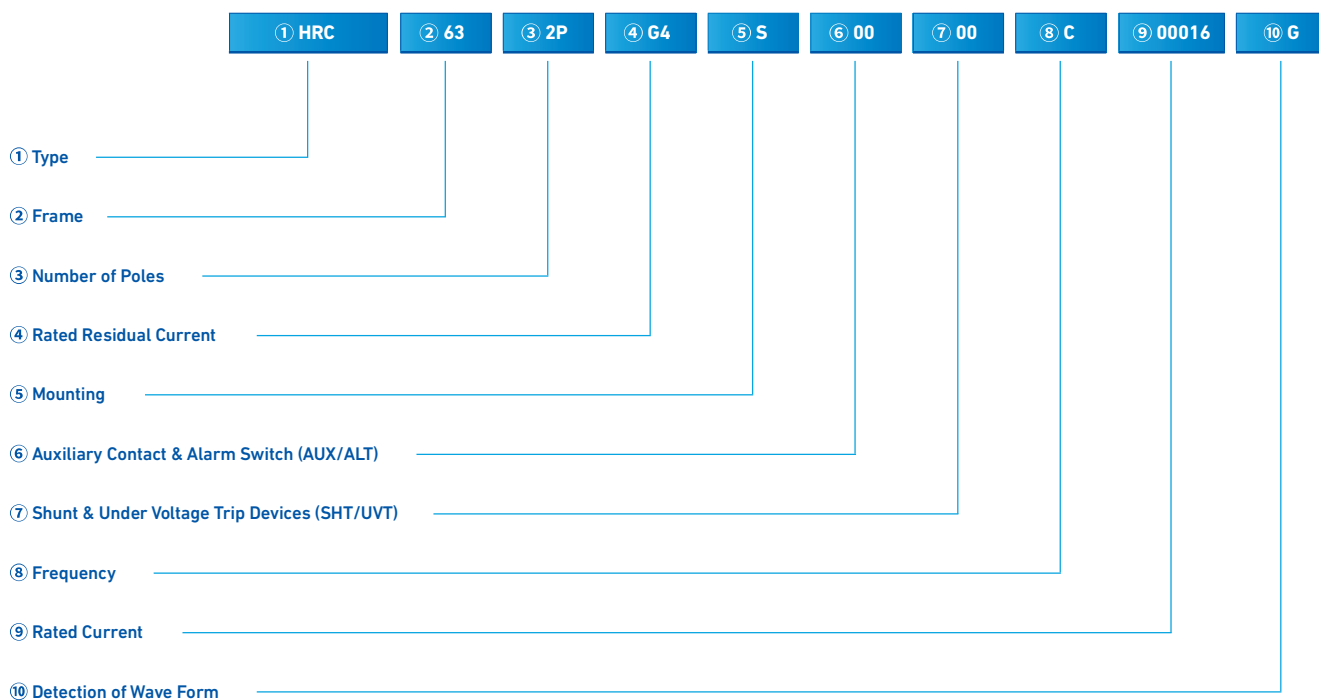 ① HRC ② 63 ③ 2P ④ G4 ⑤ S ⑥ 00 ⑦ 00 ⑧ C ⑨ 00016 ⑩ G
① Type
② Frame
③ Number of Poles
④ Rated Residual Current
⑤ Mounting
⑥ Auxiliary Contact & Alarm Switch (AUX/ALT)
⑦ Shunt & Under Voltage Trip Devices (SHT/UVT)
⑧ Frequency
⑨ Rated Current
⑩ Detection of Wave Form